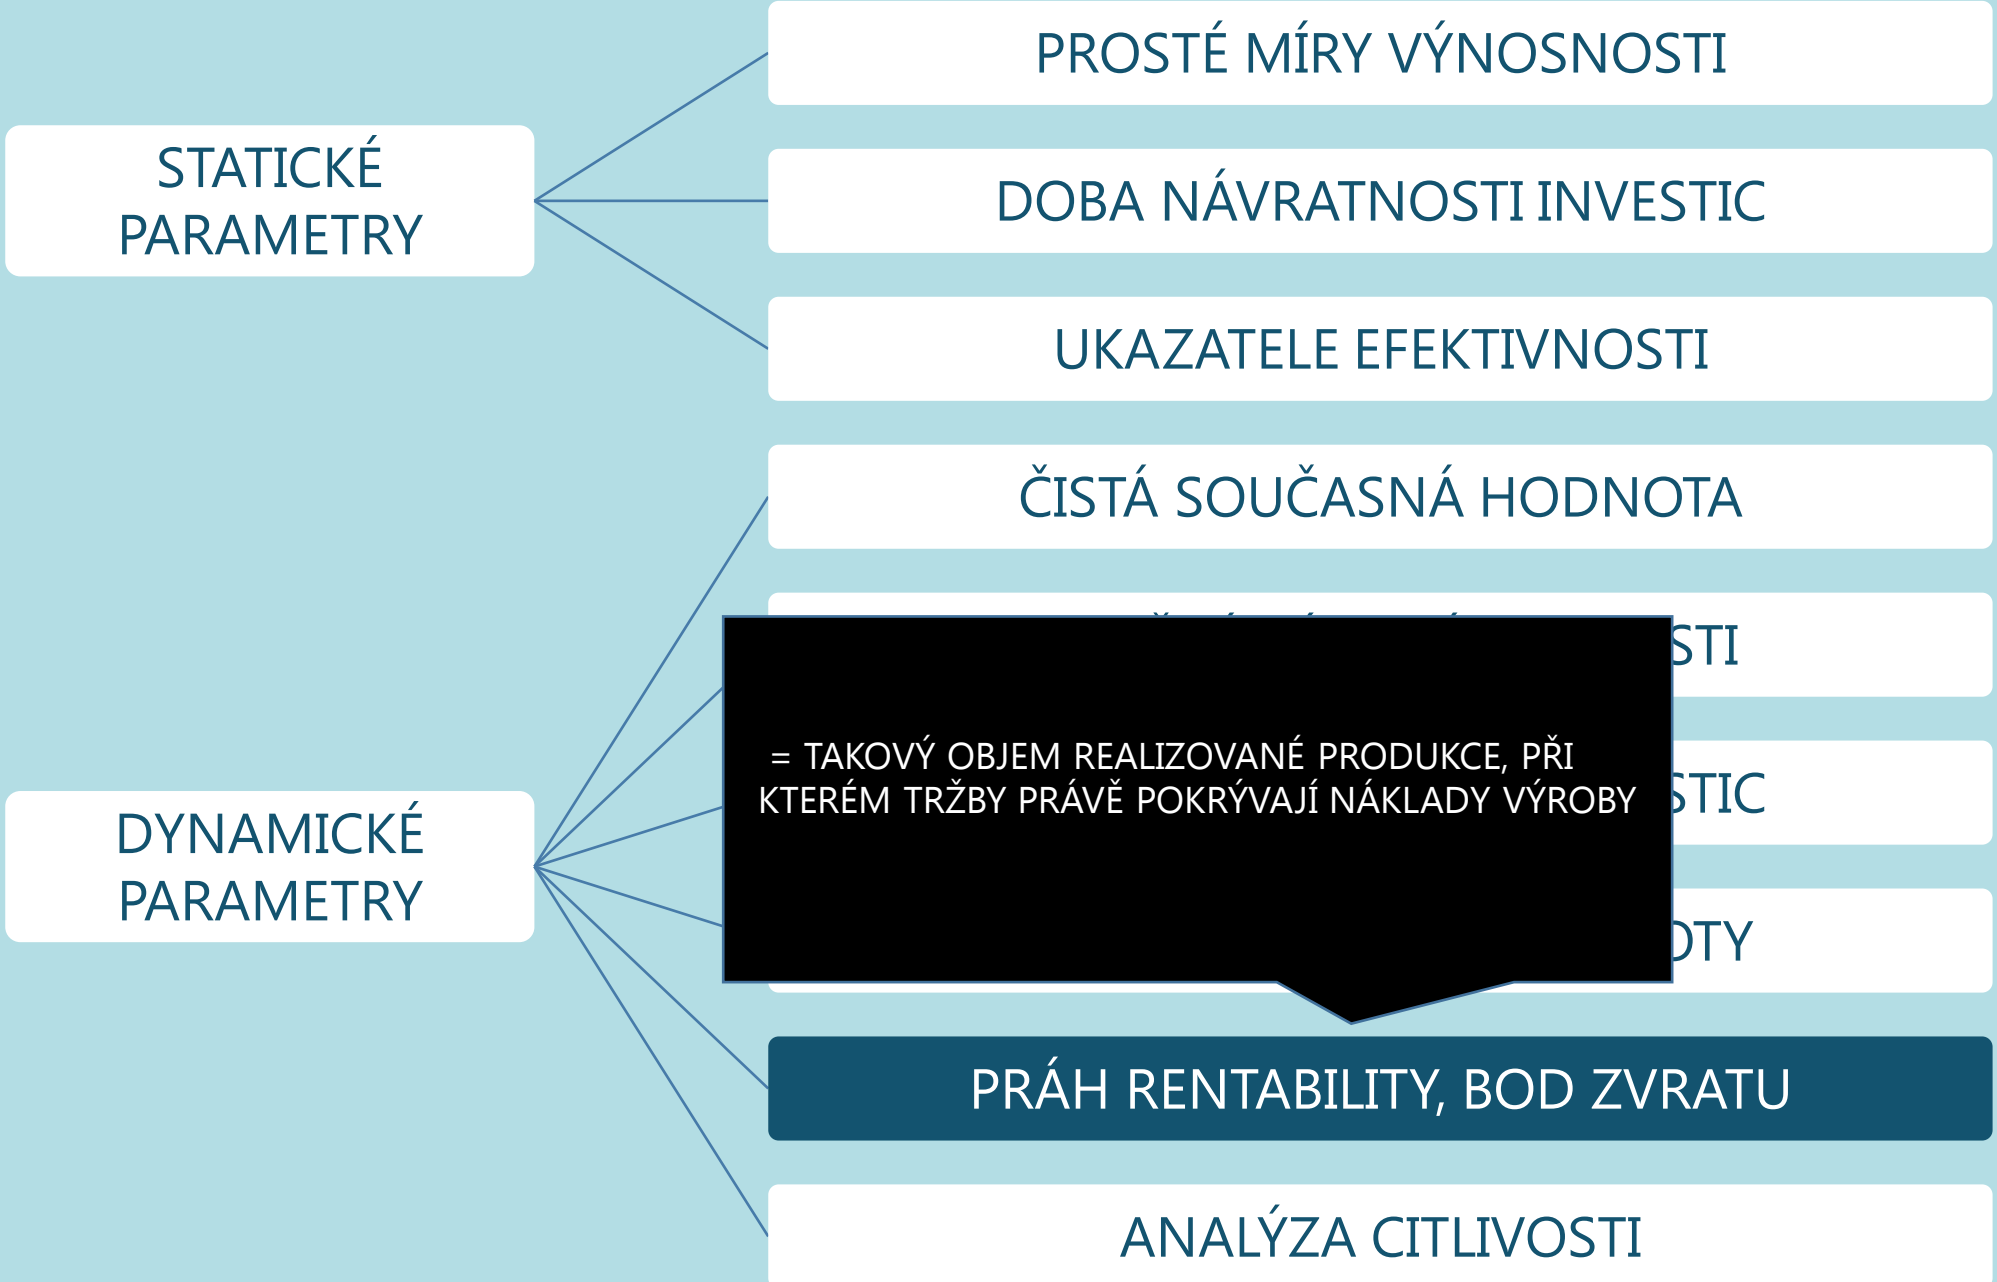 PROSTÉ MÍRY VÝNOSNOSTI
STATICKÉ
PARAMETRY
DOBA NÁVRATNOSTI INVESTIC
UKAZATELE EFEKTIVNOSTI
ČISTÁ SOUČASNÁ HODNOTA
= TAKOVÝ OBJEM REALIZOVANÉ PRODUKCE, PŘI
KTERÉM TRŽBY PRÁVĚ POKRÝVAJÍ NÁKLADY VÝROBY
DYNAMICKÉ
PARAMETRY
PRÁH RENTABILITY, BOD ZVRATU
ANALÝZA CITLIVOSTI